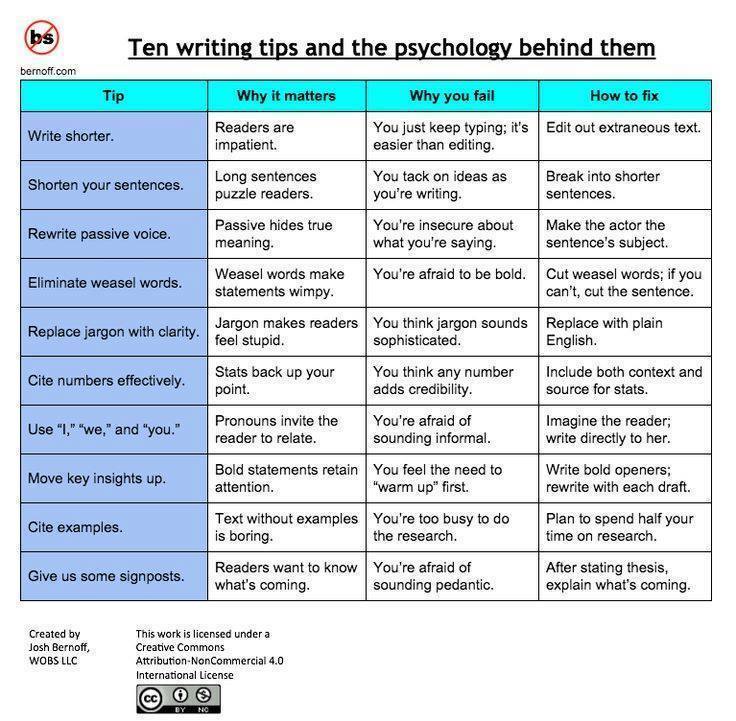 bs
bernoff.com
Ten writing tips and the psychology behind them
Tip Why it matters Why you fail How to fix
Write shorter.
Readers are
impatient.
You just keep typing; it's
easier than editing.
Edit out extraneous text.
Shorten your sentences.
Long sentences
puzzle readers.
You tack on ideas as
you're writing.
Break into shorter
sentences.
Rewrite passive voice.
Passive hides true
meaning.
You're insecure about
what you're saying.
Make the actor the
sentence's subject.
Eliminate weasel words.
Weasel words make
statements wimpy.
You're afraid to be bold.
Cut weasel words; if you
can't, cut the sentence.
Replace jargon with clarity.
Jargon makes readers
feel stupid.
You think jargon sounds
sophisticated.
Replace with plain
English.
Cite numbers effectively.
Stats back up your
point.
You think any number
adds credibility.
Include both context and
source for stats.
Use “I,” “we,” and “you.”
Pronouns invite the
reader to relate.
You're afraid of
sounding informal.
Imagine the reader;
write directly to her.
Move key insights up.
Bold statements retain
attention.
You feel the need to
“warm up” first.
Write bold openers;
rewrite with each draft.
Cite examples.
Text without examples
is boring.
You're too busy to do
the research.
Plan to spend half your
time on research.
Give us some signposts.
Readers want to know
what's coming.
You're afraid of
sounding pedantic.
After stating thesis,
explain what's coming.
Created by
Josh Bernoff,
WOBS LLC
This work is licensed under a
Creative Commons
Attribution-NonCommercial 4.0
International License
cc
BY NC